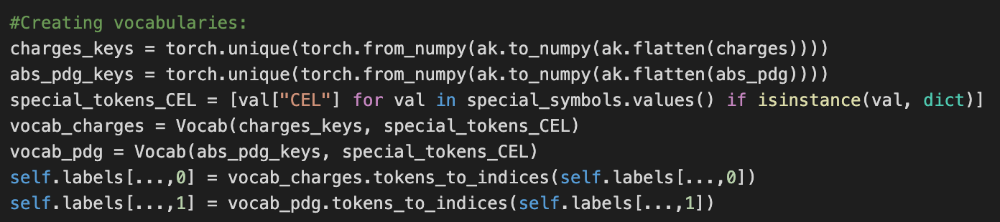 #Creating vocabularies:
charges_keys = torch.unique(torch.from_numpy(ak.to_numpy(ak.flatten(charges))))
abs_pdg_keys = torch.unique(torch.from_numpy(ak.to_numpy(ak.flatten(abs_pdg))))
special_tokens_CEL = [val["CEL"] for val in special_symbols.values() if isinstance(val, dict)]
vocab_charges = Vocab(charges_keys, special_tokens_CEL)
vocab_pdg = Vocab(abs_pdg_keys, special_tokens_CEL)
self.labels[...,0] = vocab_charges.tokens_to_indices(self.labels[...,0])
self.labels[...,1] = vocab_pdg.tokens_to_indices(self.labels[...,1])